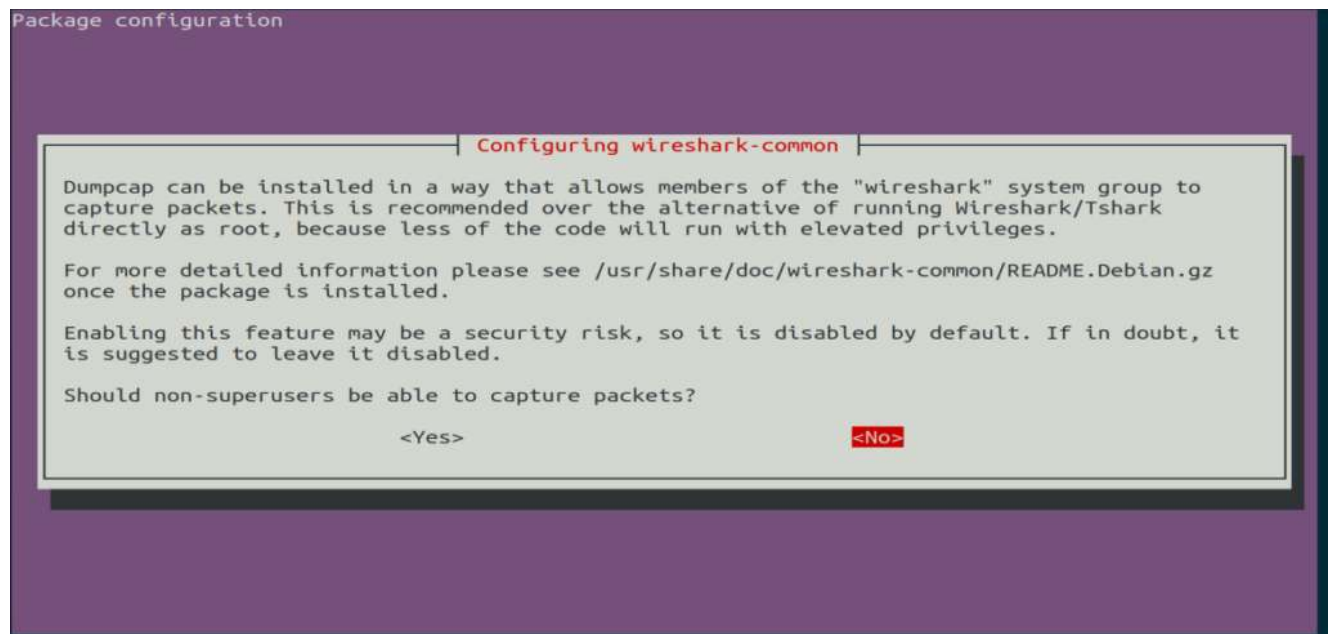 Package configuration
Configuring wireshark-common
Dumpcap can be installed in a way that allows members of the "wireshark" system group to
capture packets. This is recommended over the alternative of running Wireshark/Tshark
directly as root, because less of the code will run with elevated privileges.
For more detailed information please see /usr/share/doc/wireshark-common/README.Debian.gz
once the package is installed.
Enabling this feature may be a security risk, so it is disabled by default. If in doubt, it
is suggested to leave it disabled.
Should non-superusers be able to capture packets?
<Yes> <No>